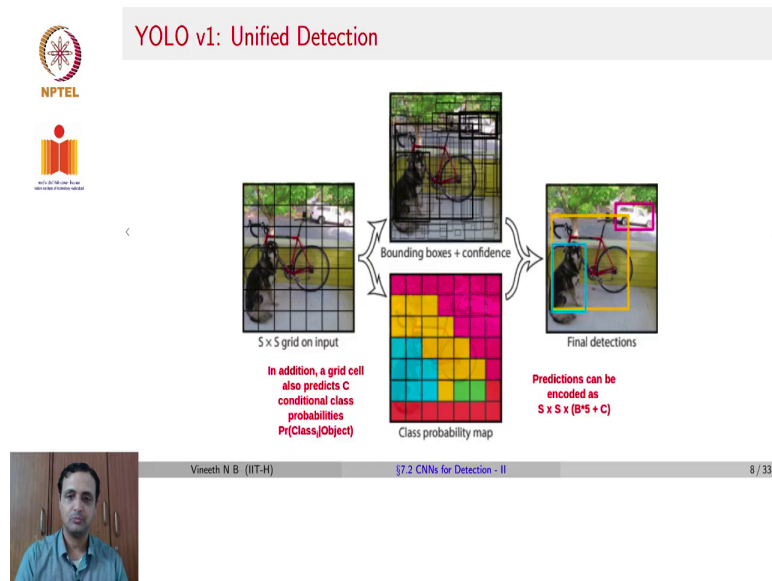 YOLO v1: Unified Detection
NPTEL
Bounding boxes + confidence
S × S grid on input
Final detections
In addition, a grid cell
also predicts C
conditional class
probabilities
Pr(Classᵢ|Object)
Predictions can be
encoded as
S x S x (B*5 + C)
Class probability map
Vineeth N B (IIT-H)
§7.2 CNNs for Detection - II
8 / 33